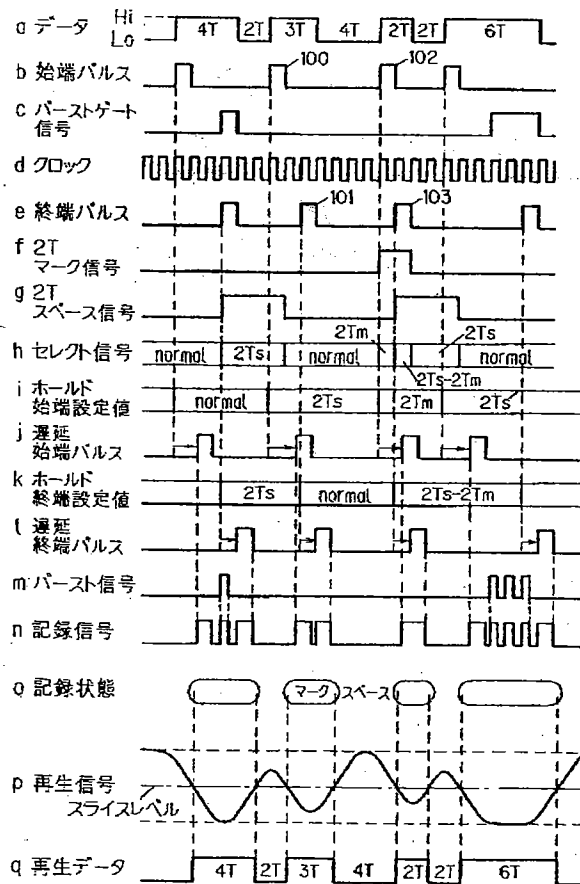 a データ Hi Lo 4T 2T 3T 4T 2T 2T 6T
b 始端パルス 100 102
c バーストゲート
信号
d クロック
e 終端パルス 101 103
f 2T
マーク信号
g 2T
スペース信号
2Tm 2Ts
h セレクト信号 normal 2Ts normal normal
2Ts-2Tm
i ホールド
始端設定値 normal 2Ts 2Tm 2Ts
j 遅延
始端パルス
k ホールド
終端設定値 2Ts normal 2Ts-2Tm
l 遅延
終端パルス
m バースト信号
n 記録信号
o 記録状態 マーク スペース
p 再生信号
スライスレベル
q 再生データ 4T 2T 3T 4T 2T 2T 6T